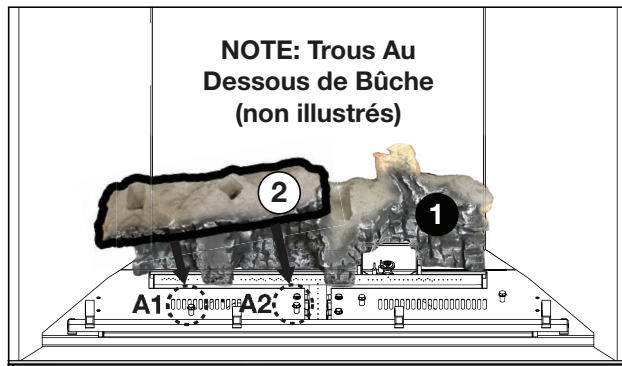 NOTE: Trous Au
Dessous de Bûche
(non illustrés)
2
1
A1
A2